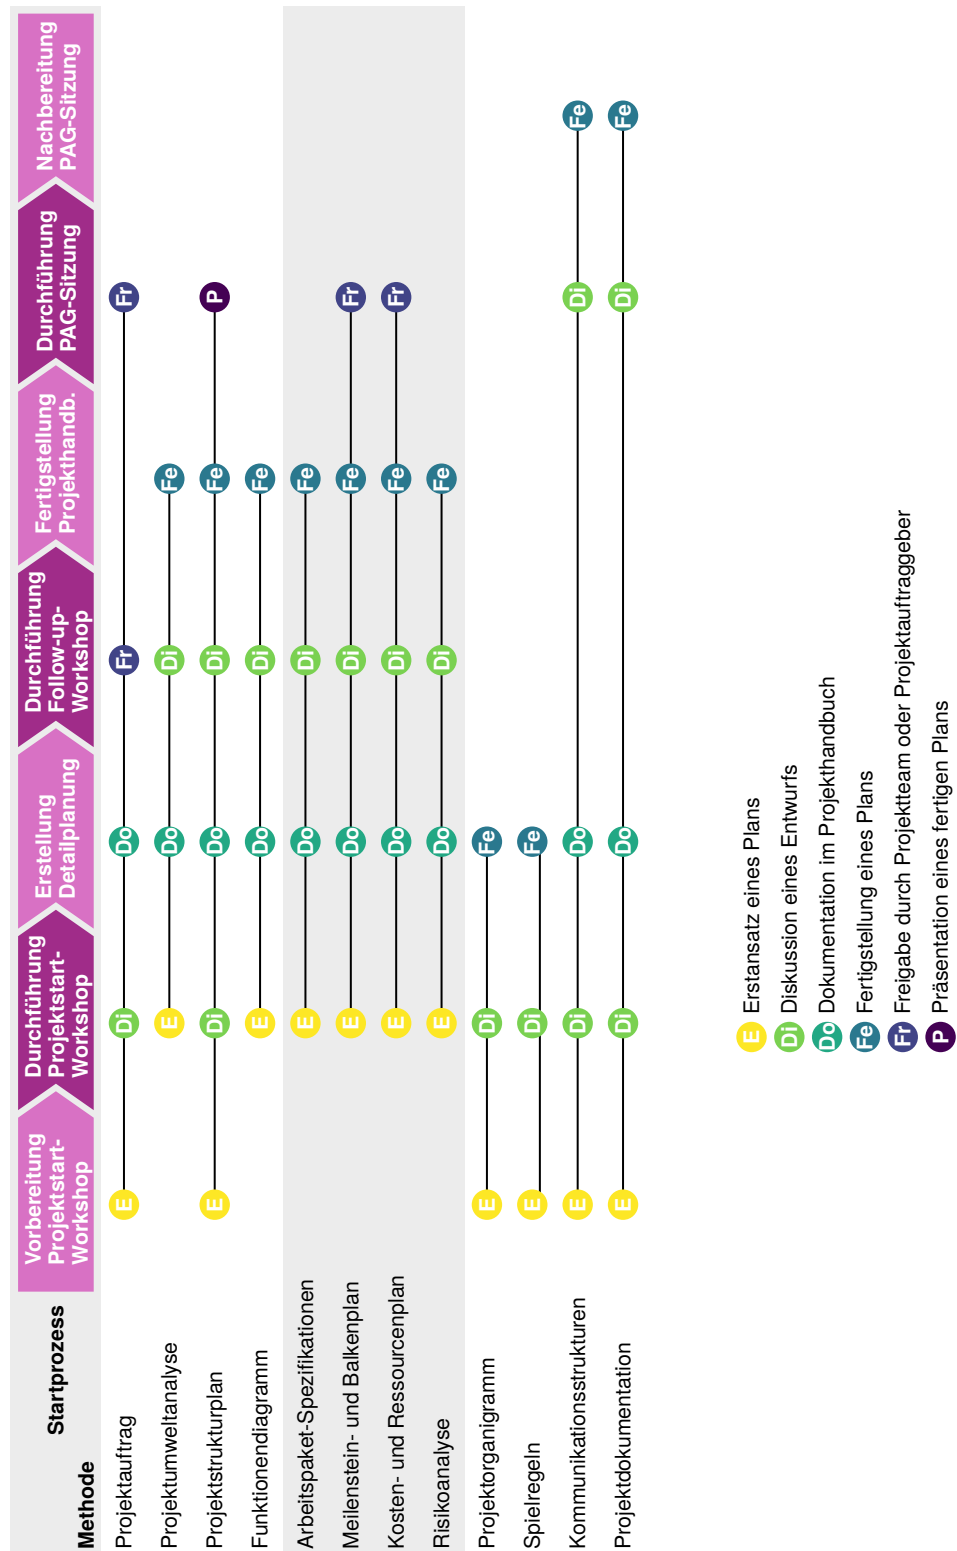 Startprozess
Methode
Vorbereitung
Projektstart-
Workshop
Durchführung
Projektstart-
Workshop
Erstellung
Detailplanung
Durchführung
Follow-up-
Workshop
Fertigstellung
Projekthandb.
Durchführung
PAG-Sitzung
Nachbereitung
PAG-Sitzung
Projektauftrag E Di Do Fr Fr
Projektumweltanalyse E Do Di Fe
Projektstrukturplan E Di Do Di Fe P
Funktionendiagramm E Do Di Fe
Arbeitspaket-Spezifikationen E Do Di Fe
Meilenstein- und Balkenplan E Do Di Fe Fr
Kosten- und Ressourcenplan E Do Di Fe Fr
Risikoanalyse E Do Di Fe
Projektorganigramm E Di Fe
Spielregeln E Di Fe
Kommunikationsstrukturen E Di Do Di Fe
Projektdokumentation E Di Do Di Fe
E Erstansatz eines Plans
Di Diskussion eines Entwurfs
Do Dokumentation im Projekthandbuch
Fe Fertigstellung eines Plans
Fr Freigabe durch Projektteam oder Projektauftraggeber
P Präsentation eines fertigen Plans